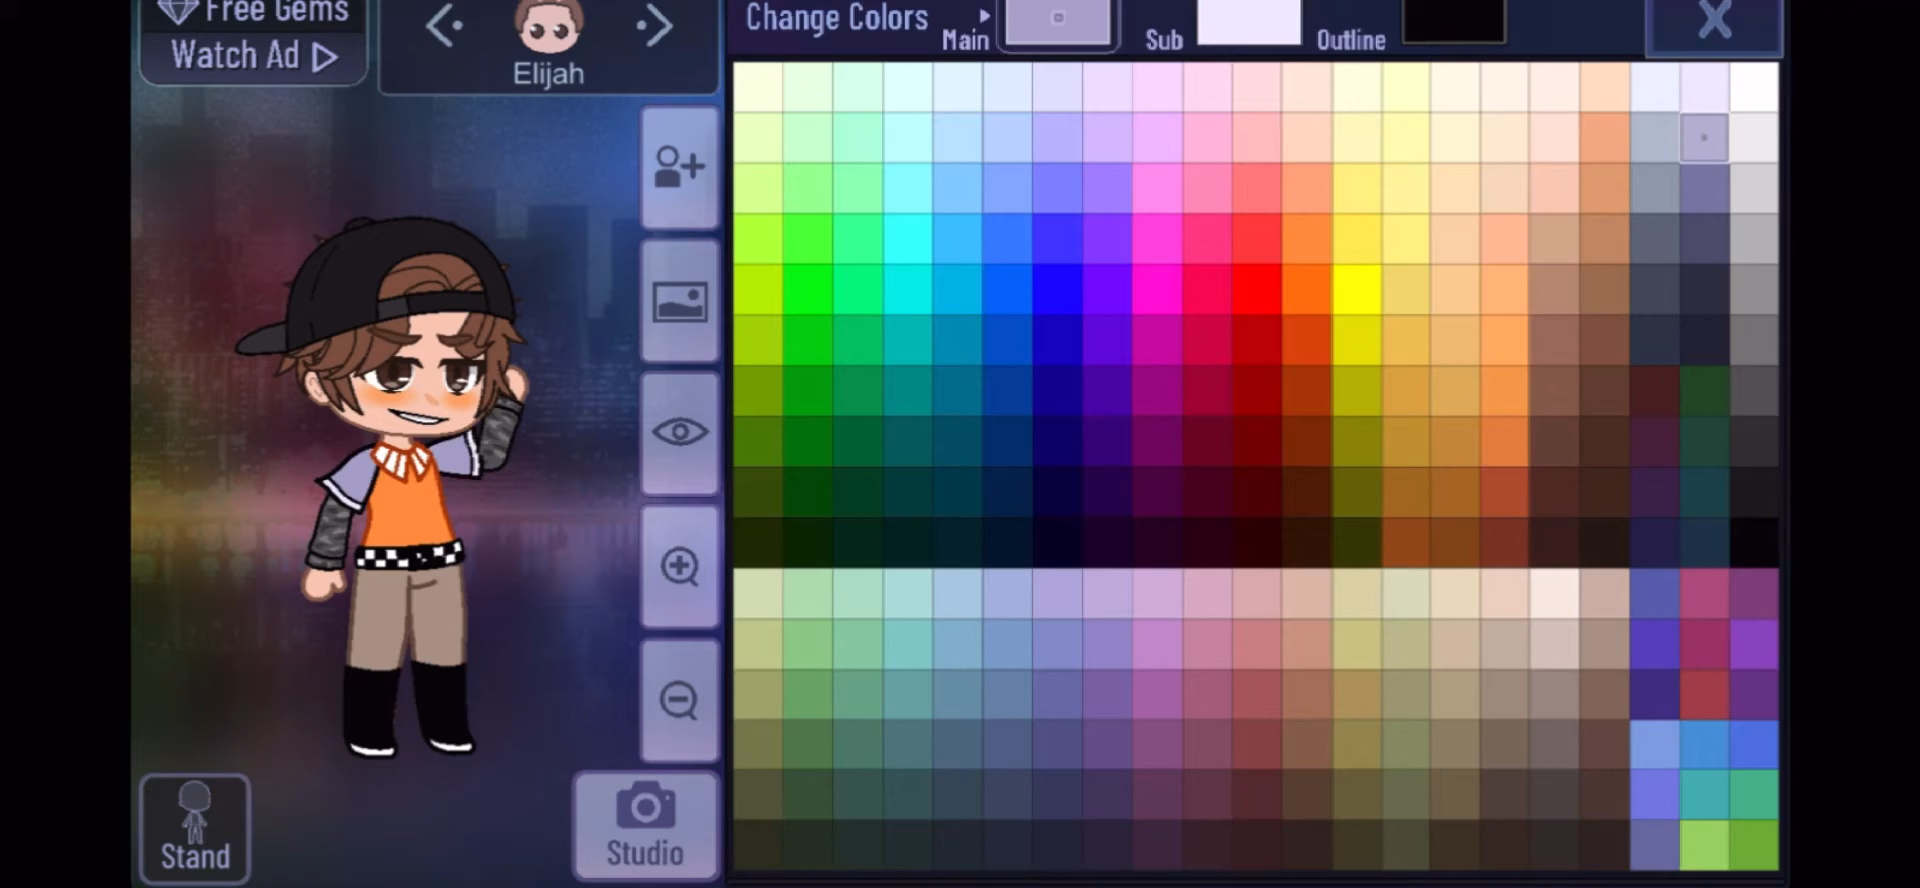 Free Gems
Watch Ad
Elijah
Change Colors
Main
Sub
Outline
X
Stand
Studio